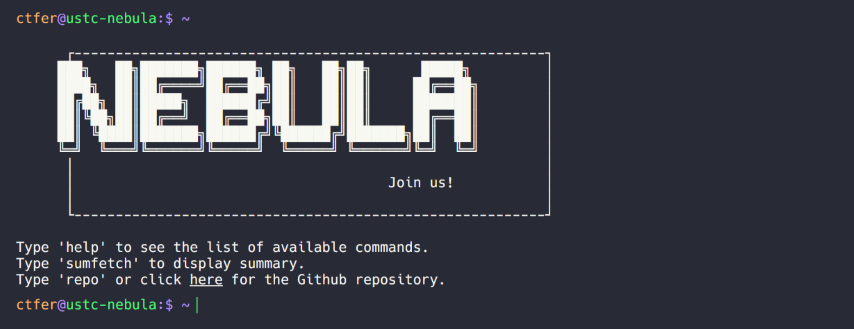 ctfer@ustc-nebula:$ ~
NEBULA
Join us!
Type 'help' to see the list of available commands.
Type 'sumfetch' to display summary.
Type 'repo' or click here for the Github repository.
ctfer@ustc-nebula:$ ~